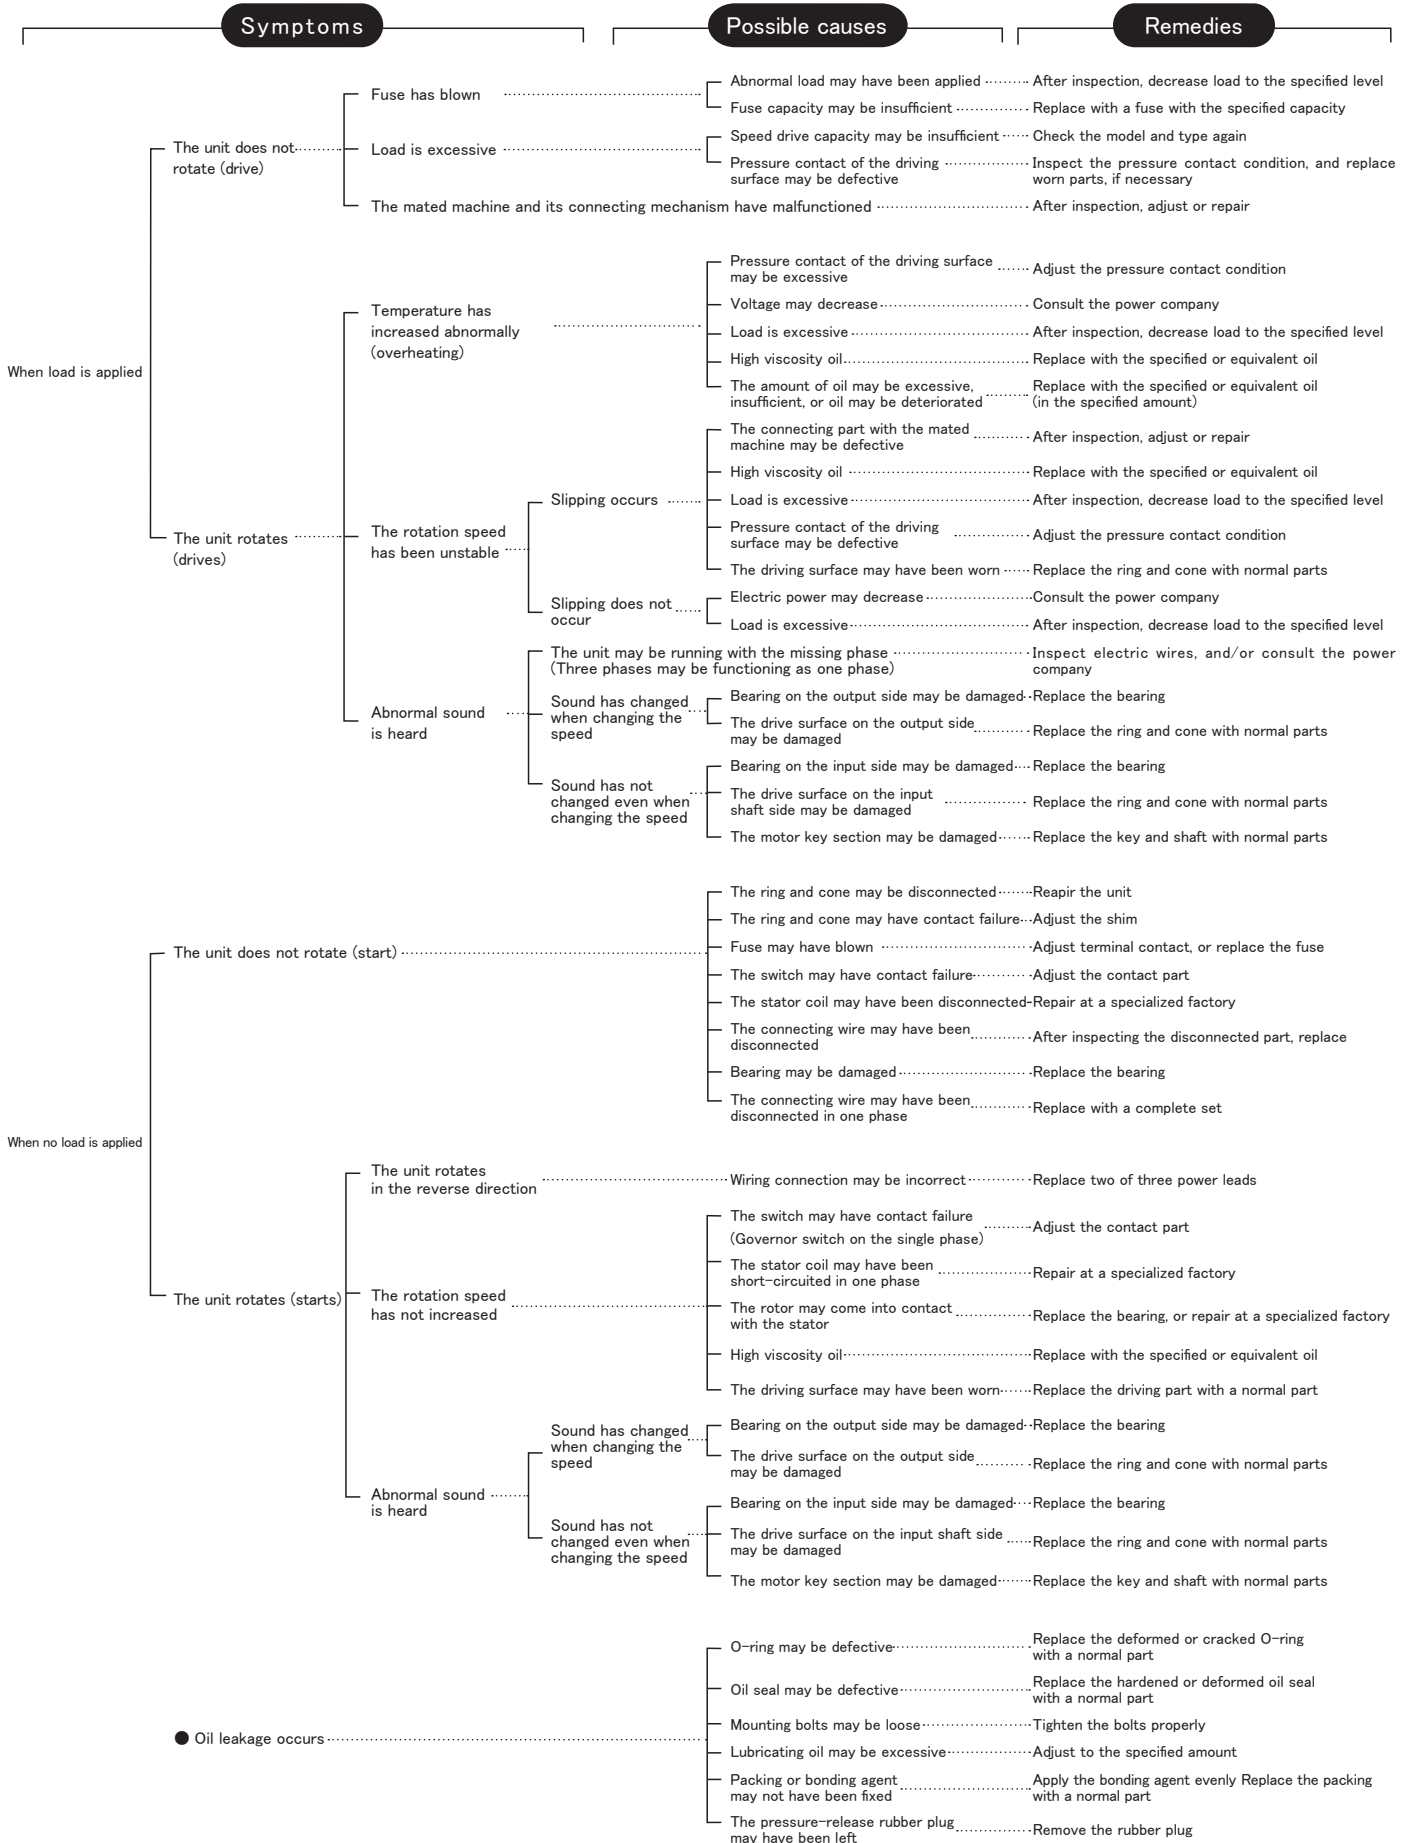 Symptoms
Possible causes
Remedies
When load is applied
The unit does not
rotate (drive)
Fuse has blown
Abnormal load may have been applied
After inspection, decrease load to the specified level
Fuse capacity may be insufficient
Replace with a fuse with the specified capacity
Load is excessive
Speed drive capacity may be insufficient
Check the model and type again
Pressure contact of the driving
surface may be defective
Inspect the pressure contact condition, and replace
worn parts, if necessary
The mated machine and its connecting mechanism have malfunctioned
After inspection, adjust or repair
The unit rotates
(drives)
Temperature has
increased abnormally
(overheating)
Pressure contact of the driving surface
may be excessive
Adjust the pressure contact condition
Voltage may decrease
Consult the power company
Load is excessive
After inspection, decrease load to the specified level
High viscosity oil
Replace with the specified or equivalent oil
The amount of oil may be excessive,
insufficient, or oil may be deteriorated
Replace with the specified or equivalent oil
(in the specified amount)
The rotation speed
has been unstable
Slipping occurs
The connecting part with the mated
machine may be defective
After inspection, adjust or repair
High viscosity oil
Replace with the specified or equivalent oil
Load is excessive
After inspection, decrease load to the specified level
Pressure contact of the driving
surface may be defective
Adjust the pressure contact condition
The driving surface may have been worn
Replace the ring and cone with normal parts
Slipping does not
occur
Electric power may decrease
Consult the power company
Load is excessive
After inspection, decrease load to the specified level
Abnormal sound
is heard
The unit may be running with the missing phase
(Three phases may be functioning as one phase)
Inspect electric wires, and/or consult the power
company
Sound has changed
when changing the
speed
Bearing on the output side may be damaged
Replace the bearing
The drive surface on the output side
may be damaged
Replace the ring and cone with normal parts
Sound has not
changed even when
changing the speed
Bearing on the input side may be damaged
Replace the bearing
The drive surface on the input
shaft side may be damaged
Replace the ring and cone with normal parts
The motor key section may be damaged
Replace the key and shaft with normal parts
When no load is applied
The unit does not rotate (start)
The ring and cone may be disconnected
Reapir the unit
The ring and cone may have contact failure
Adjust the shim
Fuse may have blown
Adjust terminal contact, or replace the fuse
The switch may have contact failure
Adjust the contact part
The stator coil may have been disconnected
Repair at a specialized factory
The connecting wire may have been
disconnected
After inspecting the disconnected part, replace
Bearing may be damaged
Replace the bearing
The connecting wire may have been
disconnected in one phase
Replace with a complete set
The unit rotates (starts)
The unit rotates
in the reverse direction
Wiring connection may be incorrect
Replace two of three power leads
The rotation speed
has not increased
The switch may have contact failure
(Governor switch on the single phase)
Adjust the contact part
The stator coil may have been
short-circuited in one phase
Repair at a specialized factory
The rotor may come into contact
with the stator
Replace the bearing, or repair at a specialized factory
High viscosity oil
Replace with the specified or equivalent oil
The driving surface may have been worn
Replace the driving part with a normal part
Abnormal sound
is heard
Sound has changed
when changing the
speed
Bearing on the output side may be damaged
Replace the bearing
The drive surface on the output side
may be damaged
Replace the ring and cone with normal parts
Sound has not
changed even when
changing the speed
Bearing on the input side may be damaged
Replace the bearing
The drive surface on the input shaft side
may be damaged
Replace the ring and cone with normal parts
The motor key section may be damaged
Replace the key and shaft with normal parts
● Oil leakage occurs
O-ring may be defective
Replace the deformed or cracked O-ring
with a normal part
Oil seal may be defective
Replace the hardened or deformed oil seal
with a normal part
Mounting bolts may be loose
Tighten the bolts properly
Lubricating oil may be excessive
Adjust to the specified amount
Packing or bonding agent
may not have been fixed
Apply the bonding agent evenly Replace the packing
with a normal part
The pressure-release rubber plug
may have been left
Remove the rubber plug